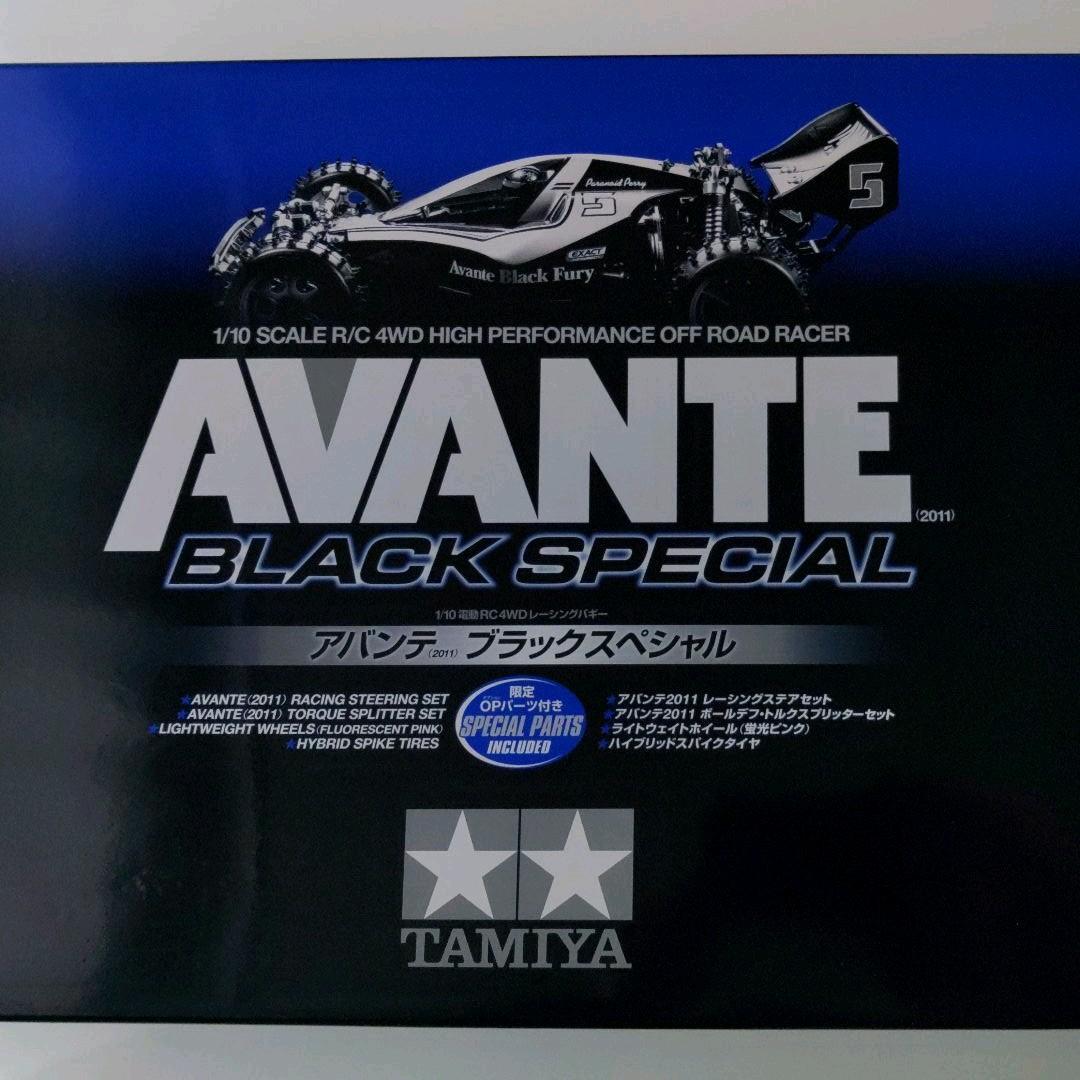 Paranoid Perry
5
5
EXACT
Avante Black Fury
1/10 SCALE R/C 4WD HIGH PERFORMANCE OFF ROAD RACER
AVANTE
(2011)
BLACK SPECIAL
1/10 電動RC4WDレーシングバギー
アバンテ(2011) ブラックスペシャル
★AVANTE(2011) RACING STEERING SET
★AVANTE(2011) TORQUE SPLITTER SET
★LIGHTWEIGHT WHEELS(FLUORESCENT PINK)
★HYBRID SPIKE TIRES
限定
OPパーツ付き
SPECIAL PARTS
INCLUDED
★アバンテ2011 レーシングステアセット
★アバンテ2011 ボールデフ・トルクスプリッターセット
★ライトウェイトホイール(蛍光ピンク)
★ハイブリッドスパイクタイヤ
TAMIYA